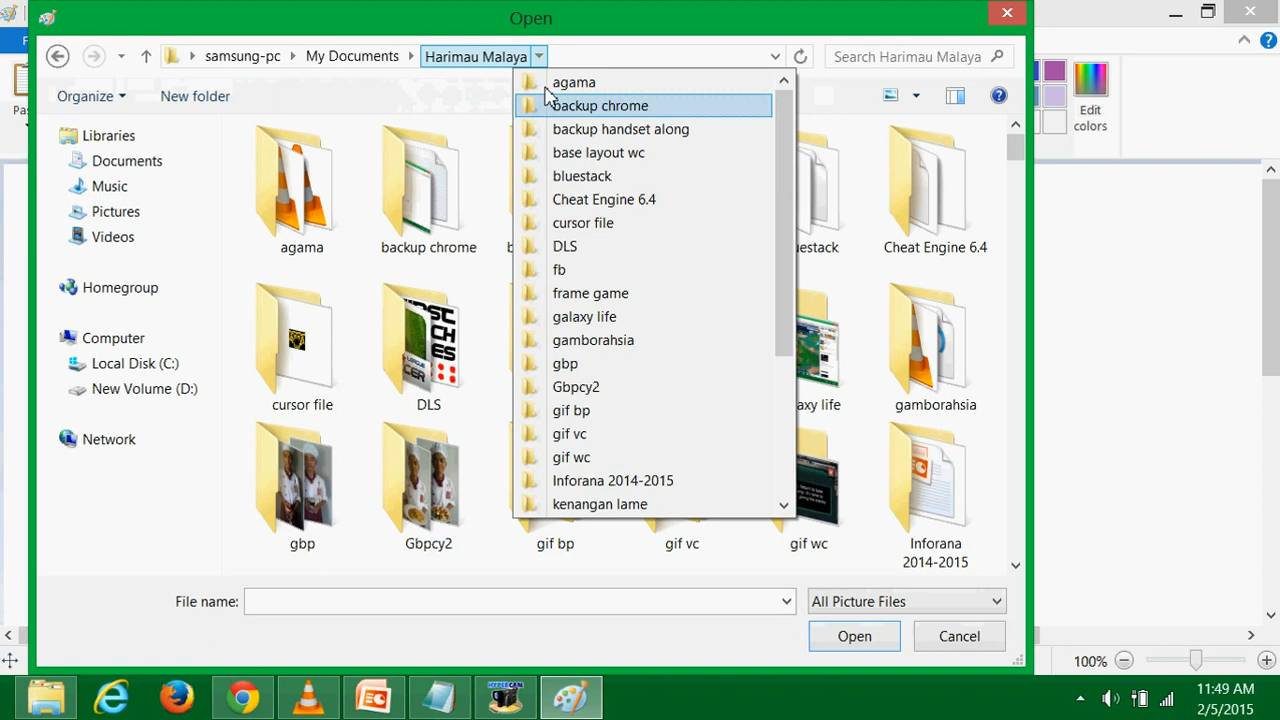 Open
samsung-pc
My Documents
Harimau Malaya
Search Harimau Malaya
Organize
New folder
Edit
colors
Libraries
Documents
Music
Pictures
Videos
Homegroup
Computer
Local Disk (C:)
New Volume (D:)
Network
agama
backup chrome
backup handset along
base layout wc
bluestack
Cheat Engine 6.4
cursor file
DLS
fb
frame game
galaxy life
gamborahsia
gbp
Gbpcy2
gif bp
gif vc
gif wc
Inforana 2014-2015
kenangan lame
agama
backup chrome
Cheat Engine 6.4
cursor file
DLS
gamborahsia
gbp
Gbpcy2
gif bp
gif vc
gif wc
Inforana
2014-2015
File name:
All Picture Files
Open
Cancel
100%
11:49 AM
2/5/2015